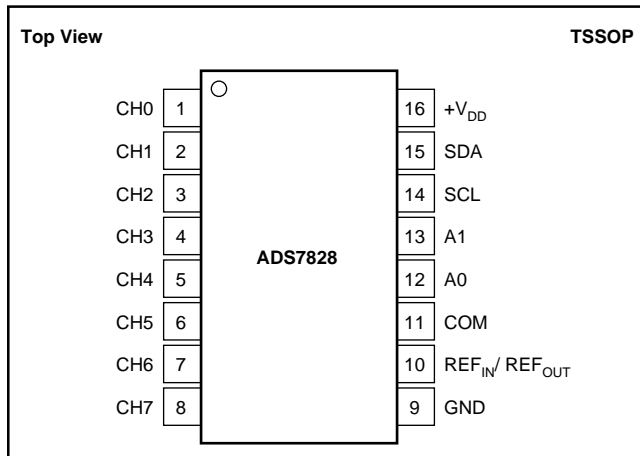 Top View TSSOP
CH0 1 16 +VDD
CH1 2 15 SDA
CH2 3 14 SCL
CH3 4 13 A1
ADS7828
CH4 5 12 A0
CH5 6 11 COM
CH6 7 10 REFIN/ REFOUT
CH7 8 9 GND